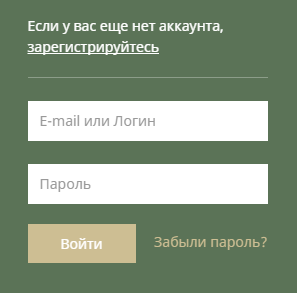 Если у вас еще нет аккаунта,
зарегистрируйтесь
E-mail или Логин
Пароль
Войти
Забыли пароль?